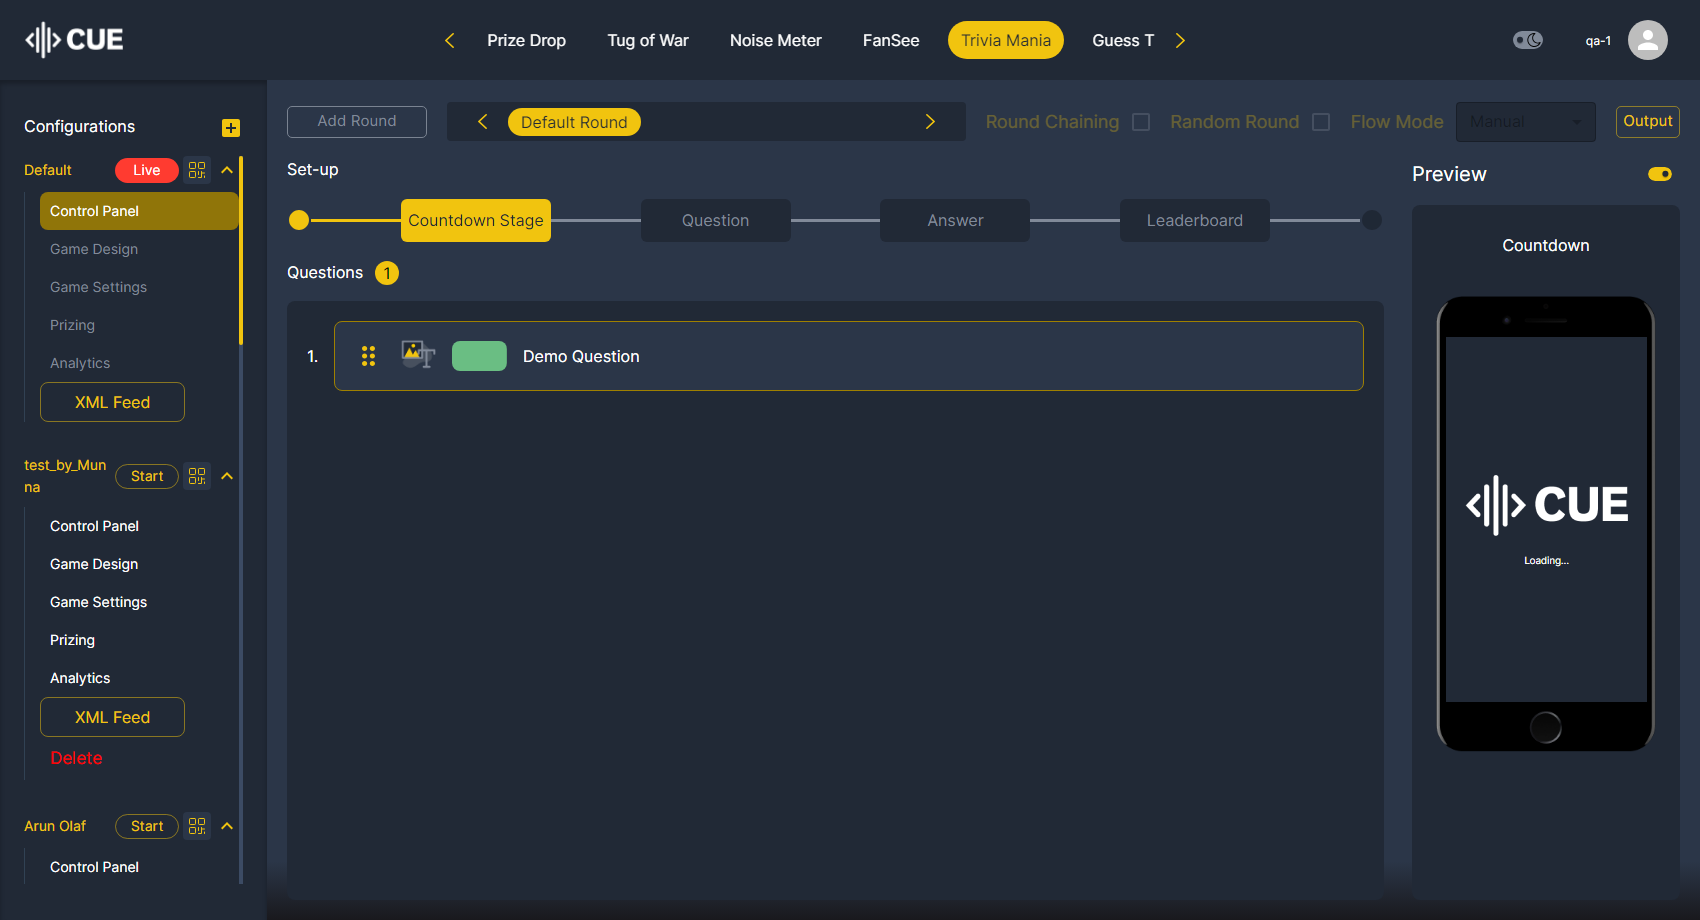 CUE
Prize Drop
Tug of War
Noise Meter
FanSee
Trivia Mania
Guess T
qa-1
Configurations
Default
Live
Control Panel
Game Design
Game Settings
Prizing
Analytics
XML Feed
test_by_Mun
na
Start
Control Panel
Game Design
Game Settings
Prizing
Analytics
XML Feed
Delete
Arun Olaf
Start
Control Panel
Add Round
Default Round
Round Chaining
Random Round
Flow Mode
Manual
Output
Set-up
Countdown Stage
Question
Answer
Leaderboard
Questions
1
1.
T
Demo Question
Preview
Countdown
CUE
Loading...